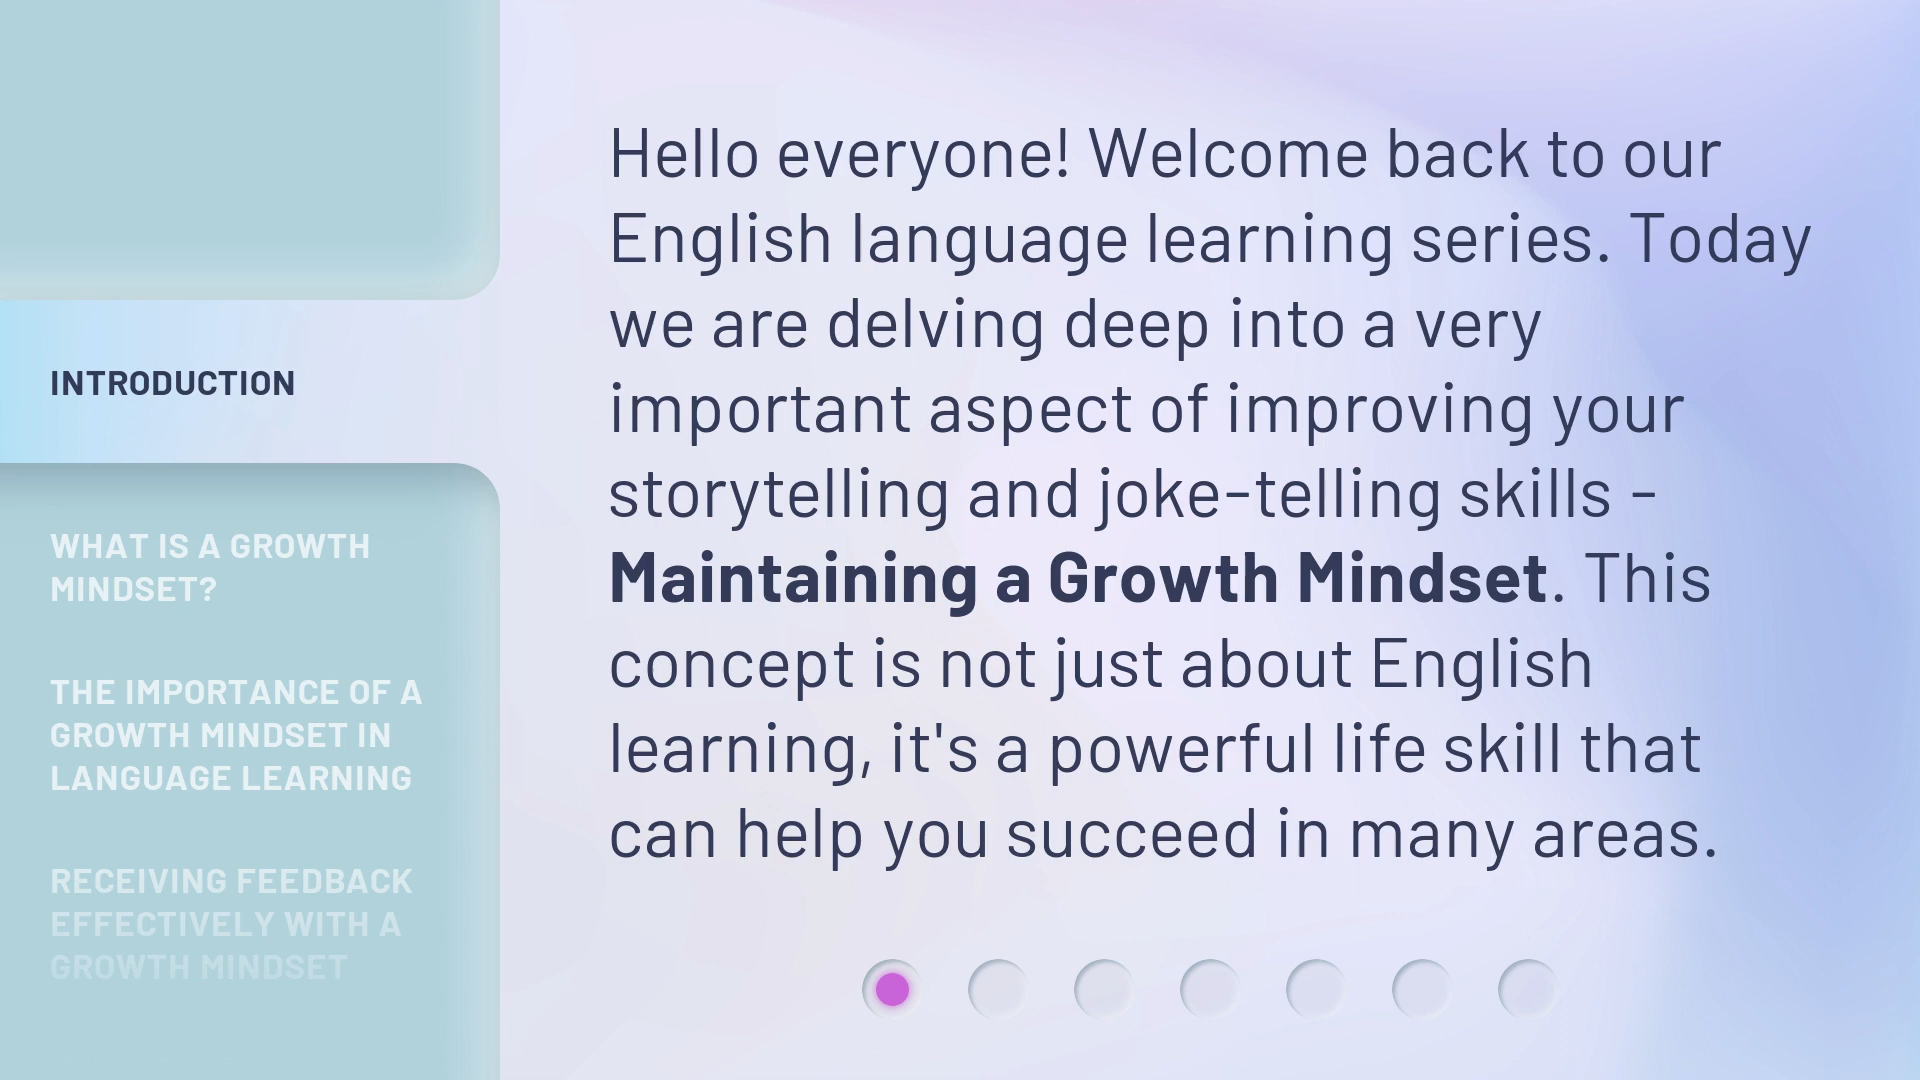 INTRODUCTION
WHAT IS A GROWTH
MINDSET?
THE IMPORTANCE OF A
GROWTH MINDSET IN
LANGUAGE LEARNING
RECEIVING FEEDBACK
EFFECTIVELY WITH A
GROWTH MINDSET
Hello everyone! Welcome back to our
English language learning series. Today
we are delving deep into a very
important aspect of improving your
storytelling and joke-telling skills -
Maintaining a Growth Mindset. This
concept is not just about English
learning, it's a powerful life skill that
can help you succeed in many areas.